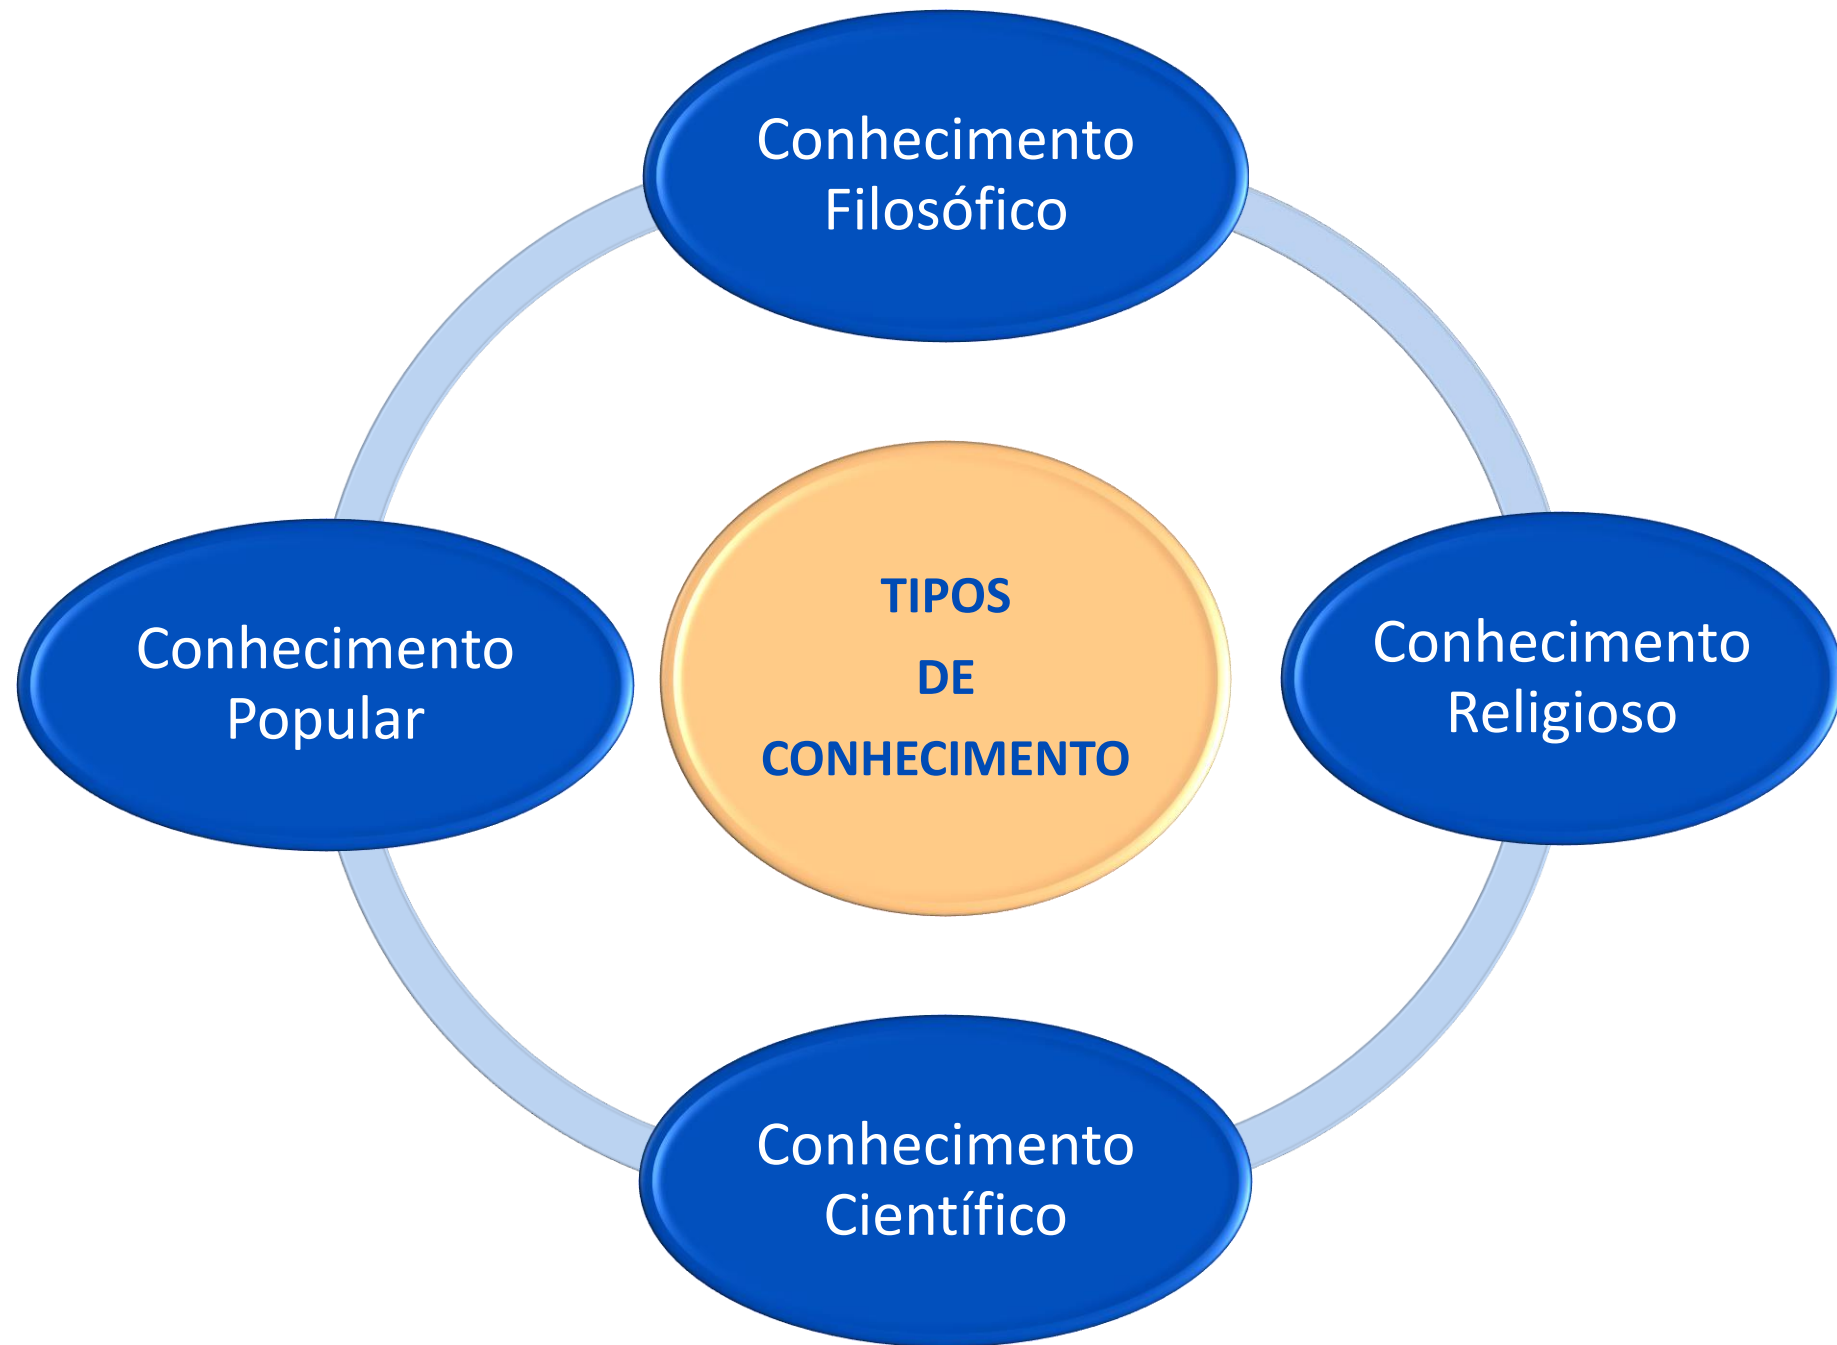 Conhecimento
Filosófico
Conhecimento
Popular
TIPOS
DE
CONHECIMENTO
Conhecimento
Religioso
Conhecimento
Científico